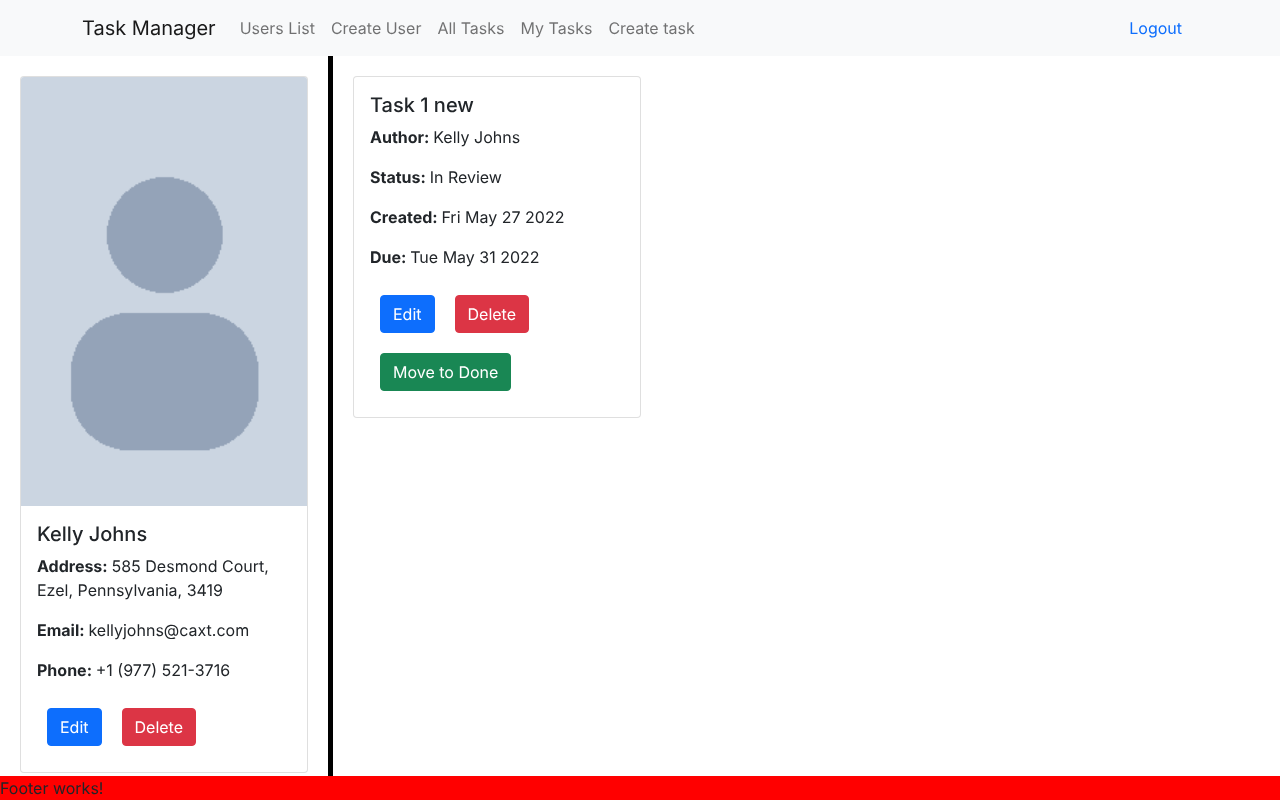 Task Manager Users List Create User All Tasks My Tasks Create task Logout
Kelly Johns
Address: 585 Desmond Court,
Ezel, Pennsylvania, 3419
Email: kellyjohns@caxt.com
Phone: +1 (977) 521-3716
Edit Delete
Task 1 new
Author: Kelly Johns
Status: In Review
Created: Fri May 27 2022
Due: Tue May 31 2022
Edit Delete
Move to Done
Footer works!